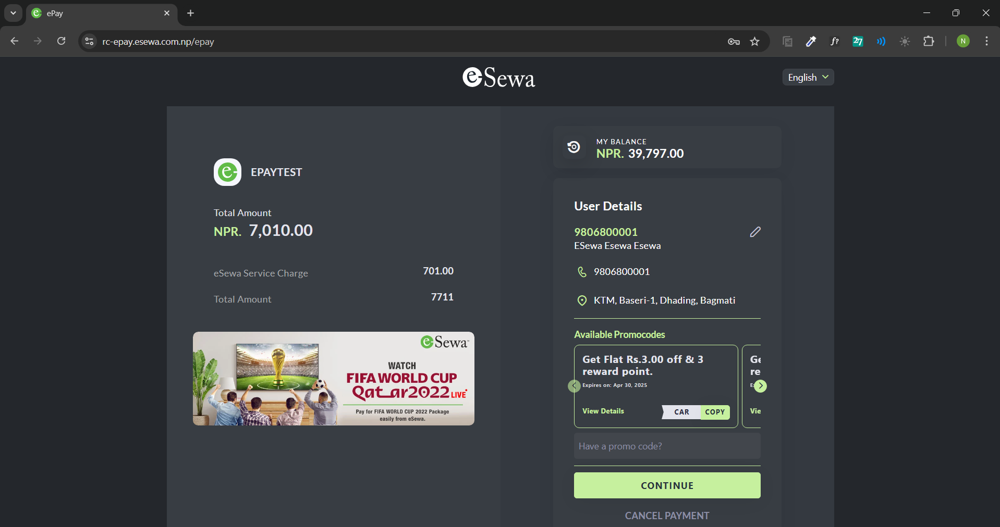 ePay
rc-epay.esewa.com.np/epay
f?
27
N
eSewa
English
EPAYTEST
Total Amount
NPR. 7,010.00
eSewa Service Charge 701.00
Total Amount 7711
eSewa™
WATCH
FIFA WORLD CUP
Qatar2022 LIVE
Pay for FIFA WORLD CUP 2022 Package
easily from eSewa.
MY BALANCE
NPR. 39,797.00
User Details
9806800001
ESewa Esewa Esewa
9806800001
KTM, Baseri-1, Dhading, Bagmati
Available Promocodes
Get Flat Rs.3.00 off & 3
reward point.
Expires on: Apr 30, 2025
View Details CAR COPY
Ge
re
Vie
Have a promo code?
CONTINUE
CANCEL PAYMENT